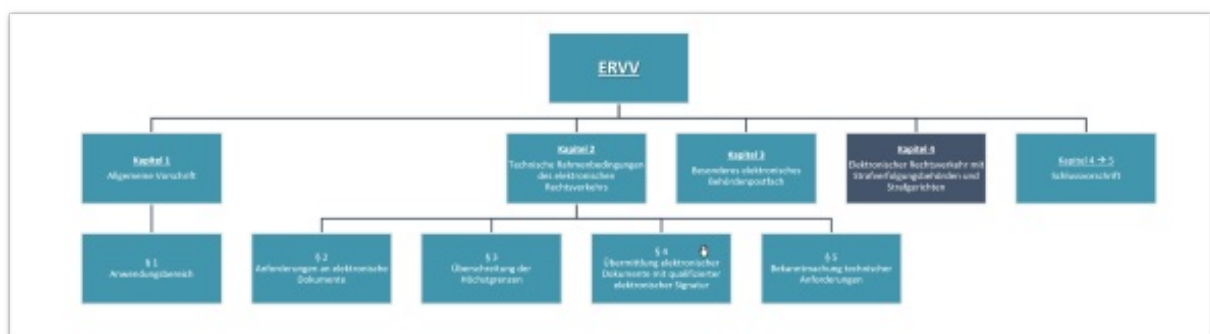 ERVV
Kapitel 1
Allgemeine Vorschrift
Kapitel 2
Technische Rahmenbedingungen
des elektronischen
Rechtsverkehrs
Kapitel 3
Besonderes elektronisches
Behördenpostfach
Kapitel 4
Elektronischer Rechtsverkehr mit
Strafverfolgungsbehörden und
Strafgerichten
Kapitel 4 → 5
Schlussvorschrift
§ 1
Anwendungsbereich
§ 2
Anforderungen an elektronische
Dokumente
§ 3
Überschreitung der
Höchstgrenzen
§ 4
Übermittlung elektronischer
Dokumente mit qualifizierter
elektronischer Signatur
§ 5
Bekanntmachung technischer
Anforderungen